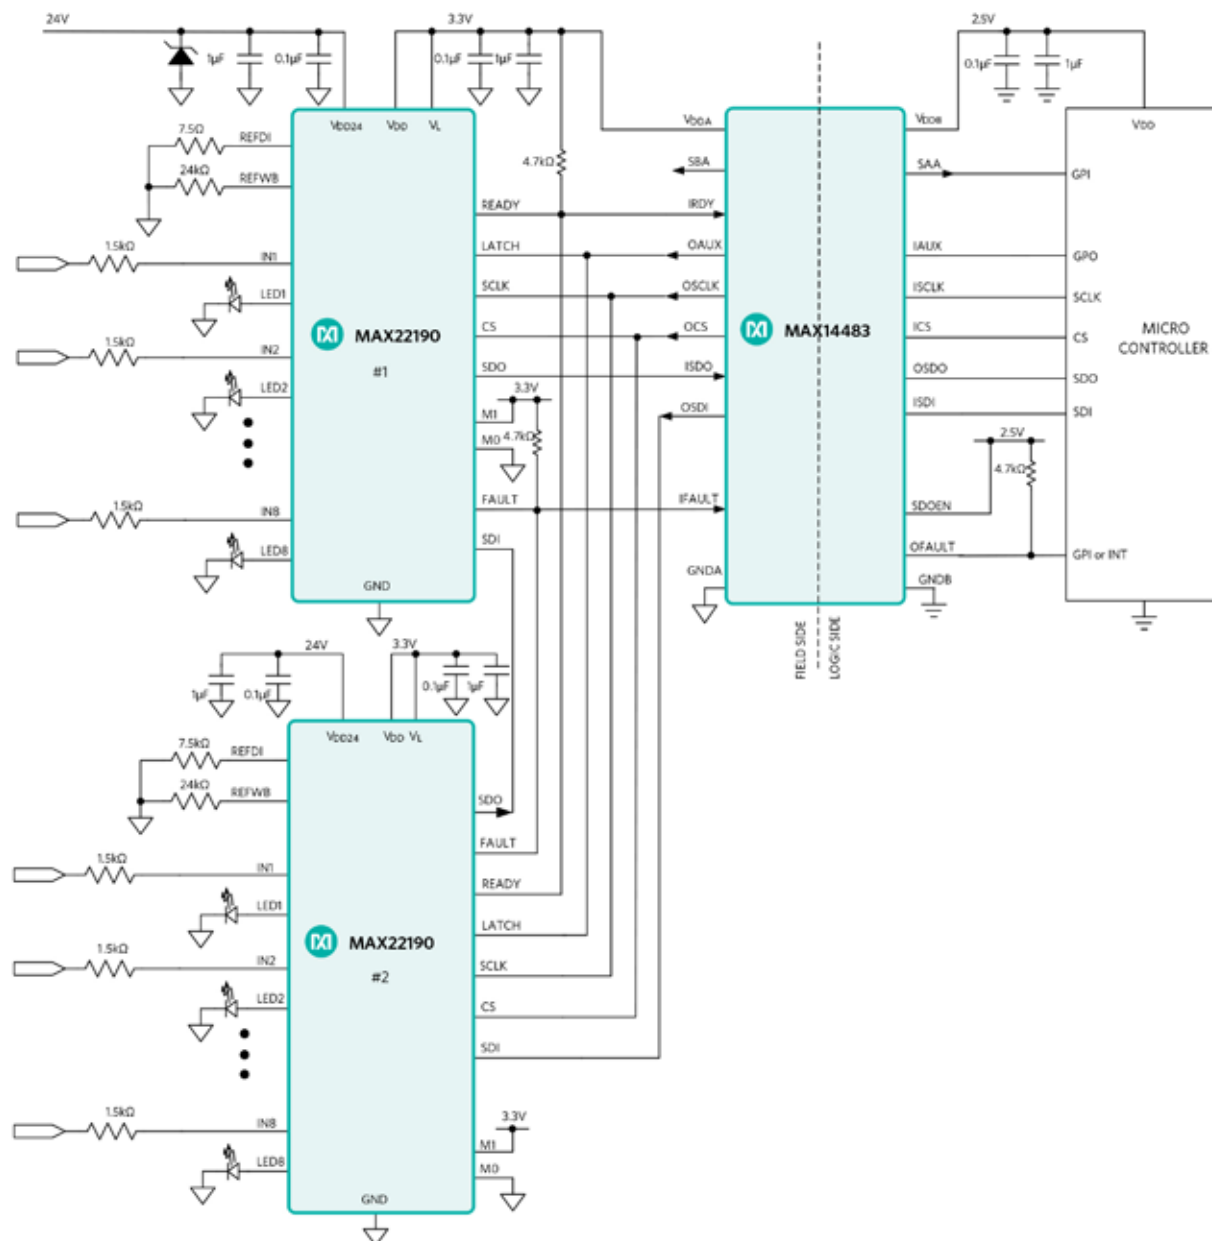 24V
3.3V
2.5V
1µF
0.1µF
0.1µF
1µF
0.1µF
1µF
VDD24
VDD
VL
VDDA
VDDB
VDD
7.5Ω
REFDI
24kΩ
REFWB
4.7kΩ
SBA
SAA
GPI
READY
IRDY
1.5kΩ
IN1
LATCH
OAUX
IAUX
GPO
LED1
SCLK
OSCLK
ISCLK
SCLK
MAX22190
MAX14483
MICRO
CONTROLLER
CS
OCS
ICS
CS
1.5kΩ
IN2
#1
SDO
ISDO
OSDO
SDO
LED2
3.3V
OSDI
ISDI
SDI
M1
M0
4.7kΩ
2.5V
4.7kΩ
1.5kΩ
IN8
FAULT
IFAULT
SDOEN
LED8
SDI
OFAULT
GPI or INT
GND
GNDA
GNDB
FIELD SIDE
LOGIC SIDE
24V
3.3V
1µF
0.1µF
0.1µF
1µF
VDD24
VDD
VL
7.5kΩ
REFDI
24kΩ
REFWB
SDO
FAULT
1.5kΩ
IN1
READY
LED1
LATCH
MAX22190
1.5kΩ
IN2
#2
SCLK
LED2
CS
SDI
1.5kΩ
IN8
3.3V
M1
LED8
M0
GND